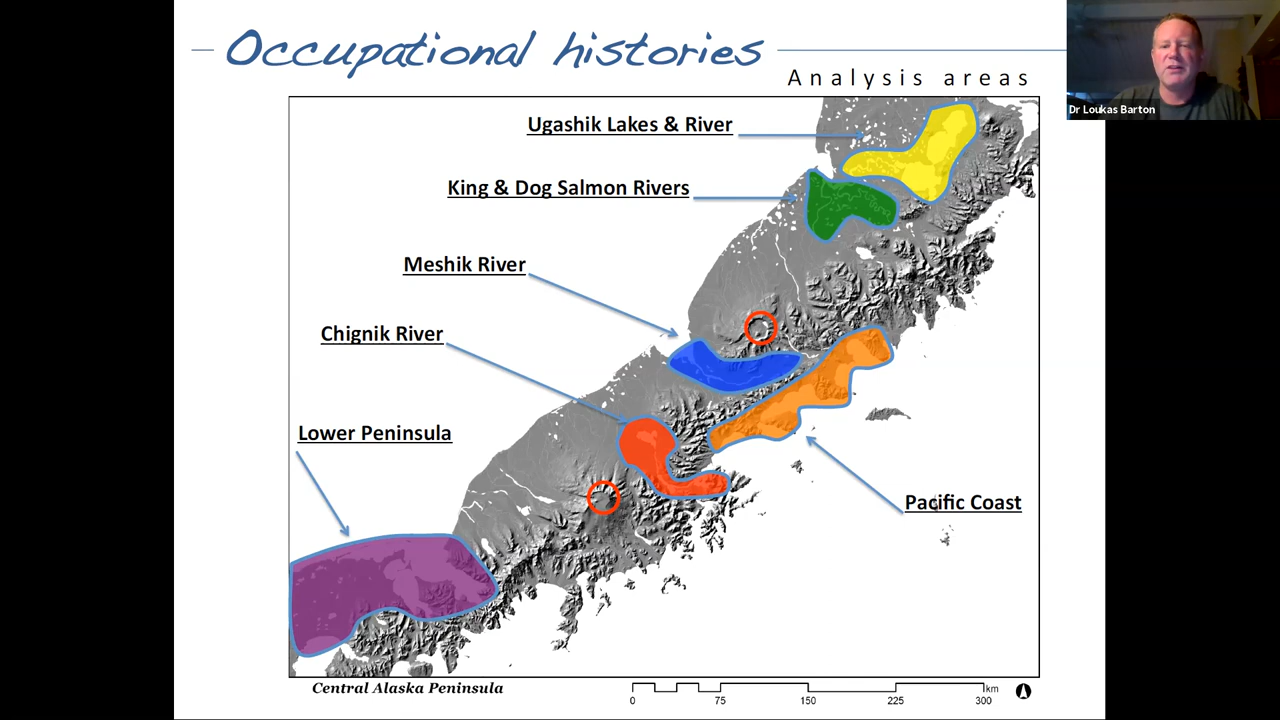 Occupational histories
Analysis areas
Dr Loukas Barton
Ugashik Lakes & River
King & Dog Salmon Rivers
Meshik River
Chignik River
Lower Peninsula
Pacific Coast
Central Alaska Peninsula
km
0 75 150 225 300